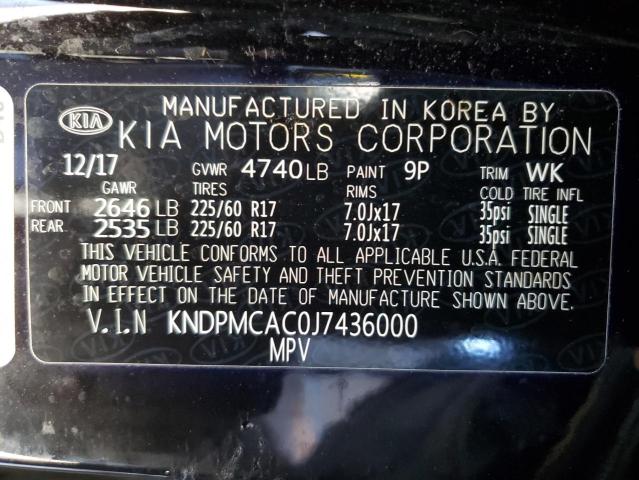 MANUFACTURED IN KOREA BY
KIA KIA MOTORS CORPORATION
12/17 GVWR 4740 LB PAINT 9P TRIM WK
GAWR TIRES RIMS COLD TIRE INFL
FRONT 2646 LB 225/60 R17 7.0Jx17 35psi SINGLE
REAR 2535 LB 225/60 R17 7.0Jx17 35psi SINGLE
THIS VEHICLE CONFORMS TO ALL APPLICABLE U.S.A. FEDERAL
MOTOR VEHICLE SAFETY AND THEFT PREVENTION STANDARDS
IN EFFECT ON THE DATE OF MANUFACTURE SHOWN ABOVE.
V.I.N KNDPMCAC0J7436000
MPV